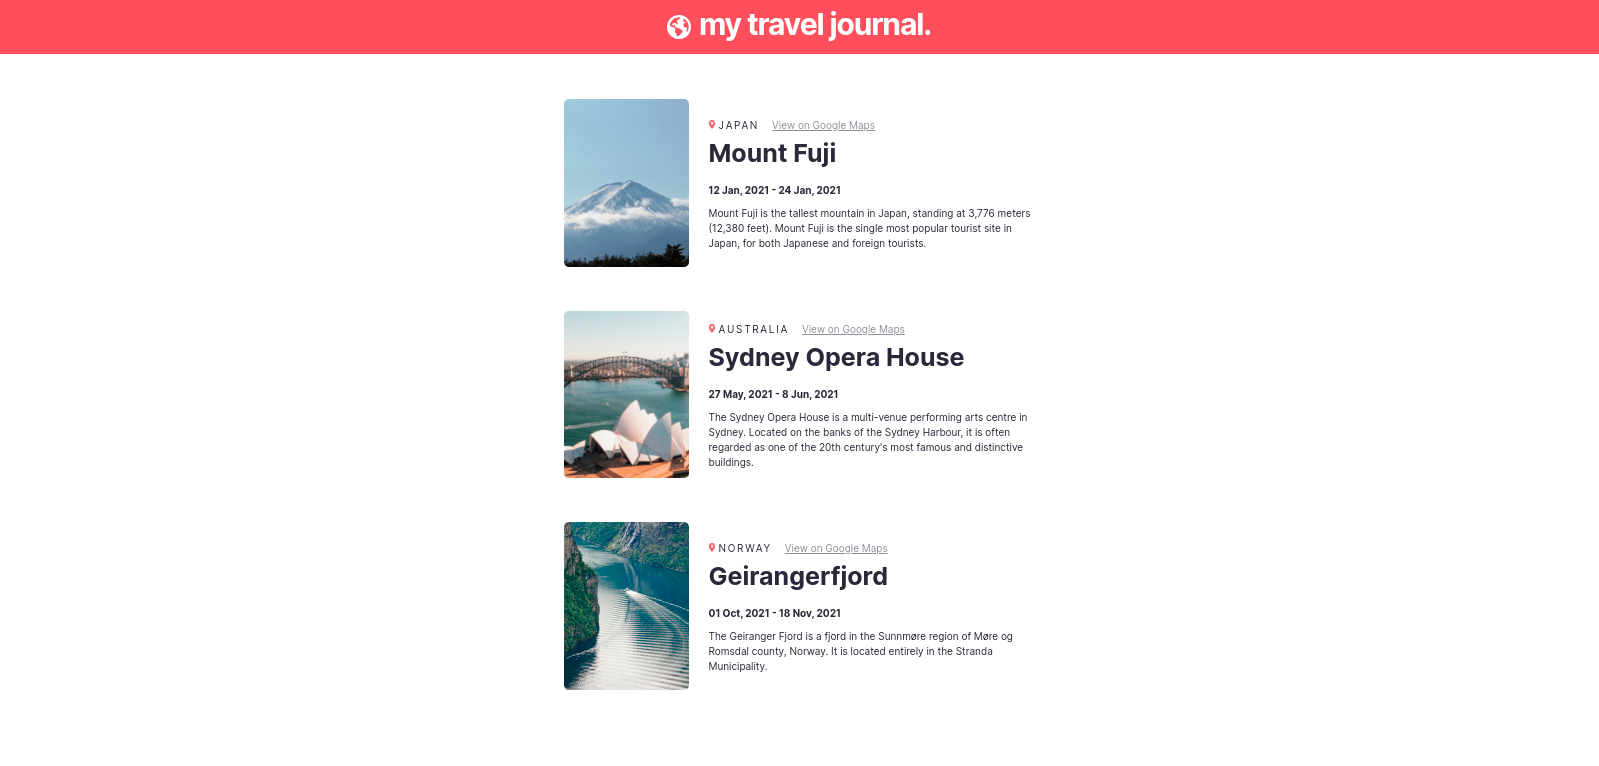 my travel journal.
JAPAN View on Google Maps
Mount Fuji
12 Jan, 2021 - 24 Jan, 2021
Mount Fuji is the tallest mountain in Japan, standing at 3,776 meters
(12,380 feet). Mount Fuji is the single most popular tourist site in
Japan, for both Japanese and foreign tourists.
AUSTRALIA View on Google Maps
Sydney Opera House
27 May, 2021 - 8 Jun, 2021
The Sydney Opera House is a multi-venue performing arts centre in
Sydney. Located on the banks of the Sydney Harbour, it is often
regarded as one of the 20th century's most famous and distinctive
buildings.
NORWAY View on Google Maps
Geirangerfjord
01 Oct, 2021 - 18 Nov, 2021
The Geiranger Fjord is a fjord in the Sunnmøre region of Møre og
Romsdal county, Norway. It is located entirely in the Stranda
Municipality.